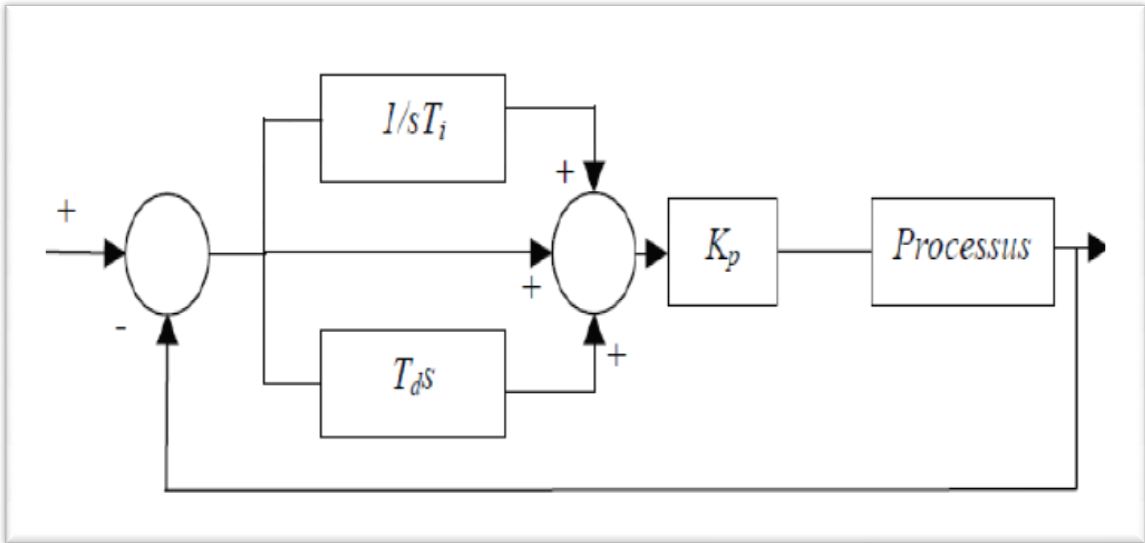 1/sTi
+
+
+
Kp
Processus
-
Tds
+